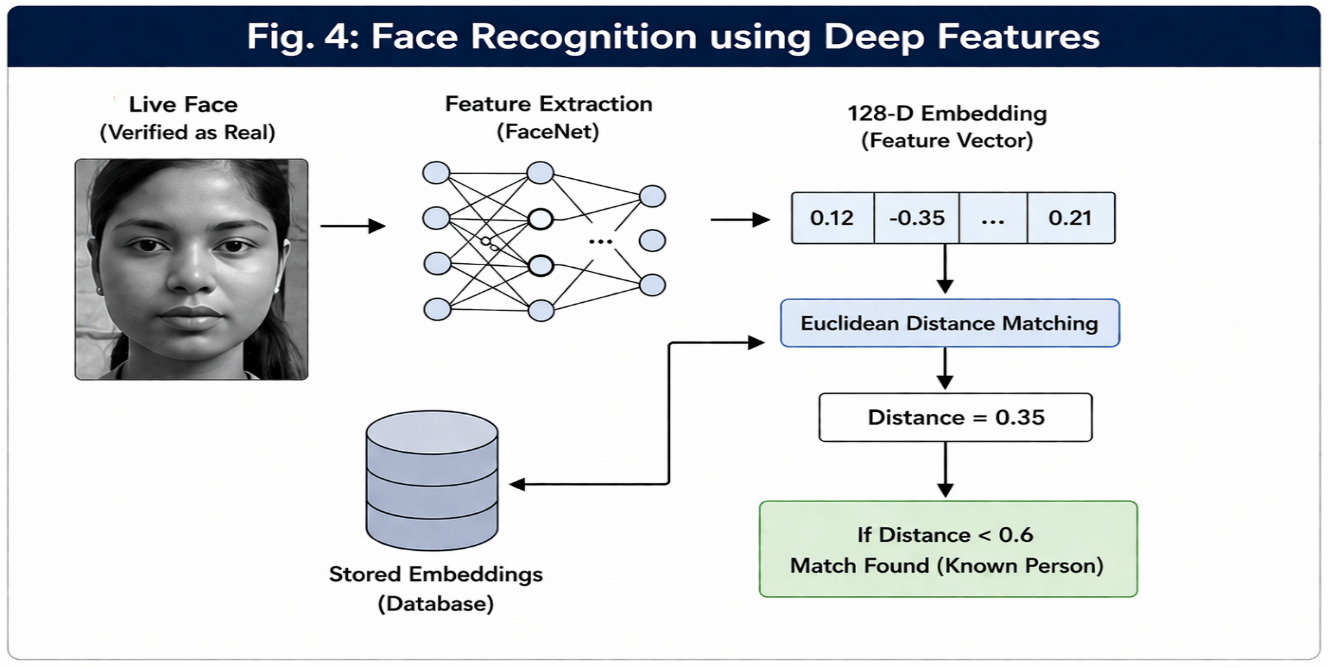 Fig. 4: Face Recognition using Deep Features
Live Face
(Verified as Real)
Feature Extraction
(FaceNet)
128-D Embedding
(Feature Vector)
0.12 -0.35 ... 0.21
Euclidean Distance Matching
Distance = 0.35
If Distance < 0.6
Match Found (Known Person)
Stored Embeddings
(Database)